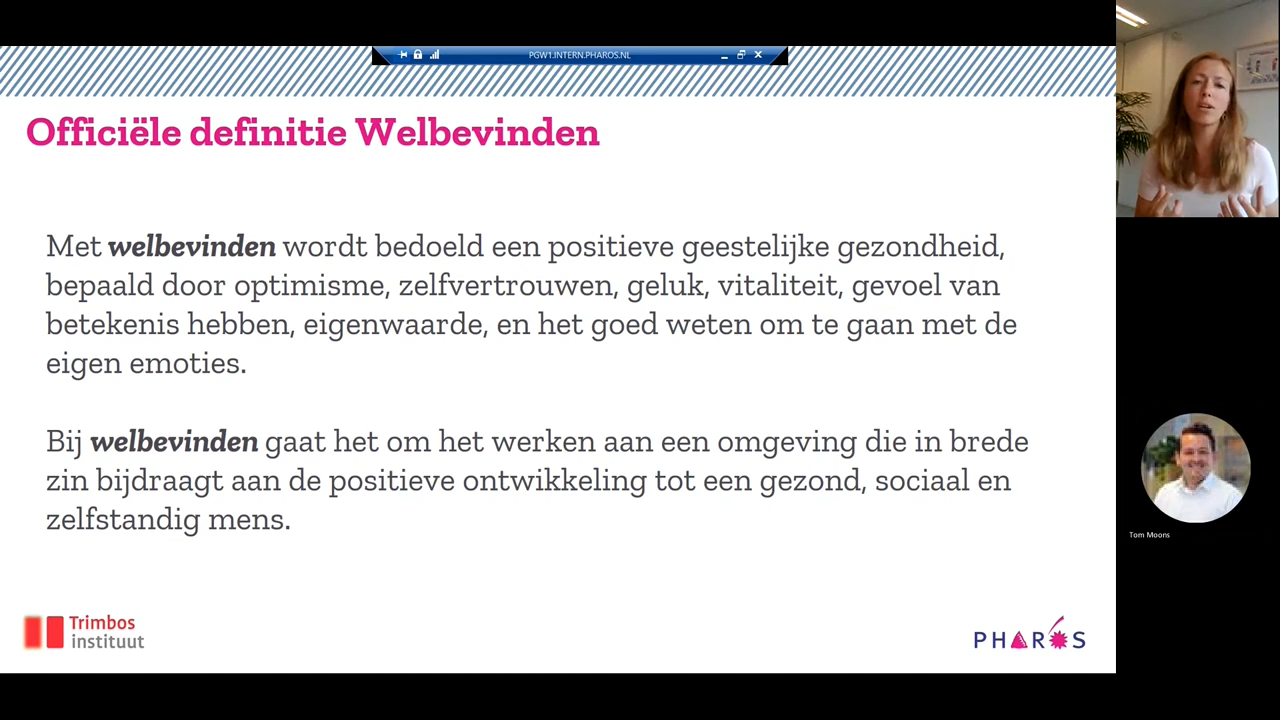 PGW1.INTERN.PHAROS.NL
Officiële definitie Welbevinden
Met welbevinden wordt bedoeld een positieve geestelijke gezondheid,
bepaald door optimisme, zelfvertrouwen, geluk, vitaliteit, gevoel van
betekenis hebben, eigenwaarde, en het goed weten om te gaan met de
eigen emoties.
Bij welbevinden gaat het om het werken aan een omgeving die in brede
zin bijdraagt aan de positieve ontwikkeling tot een gezond, sociaal en
zelfstandig mens.
Trimbos
instituut
PHAROS
Tom Moons